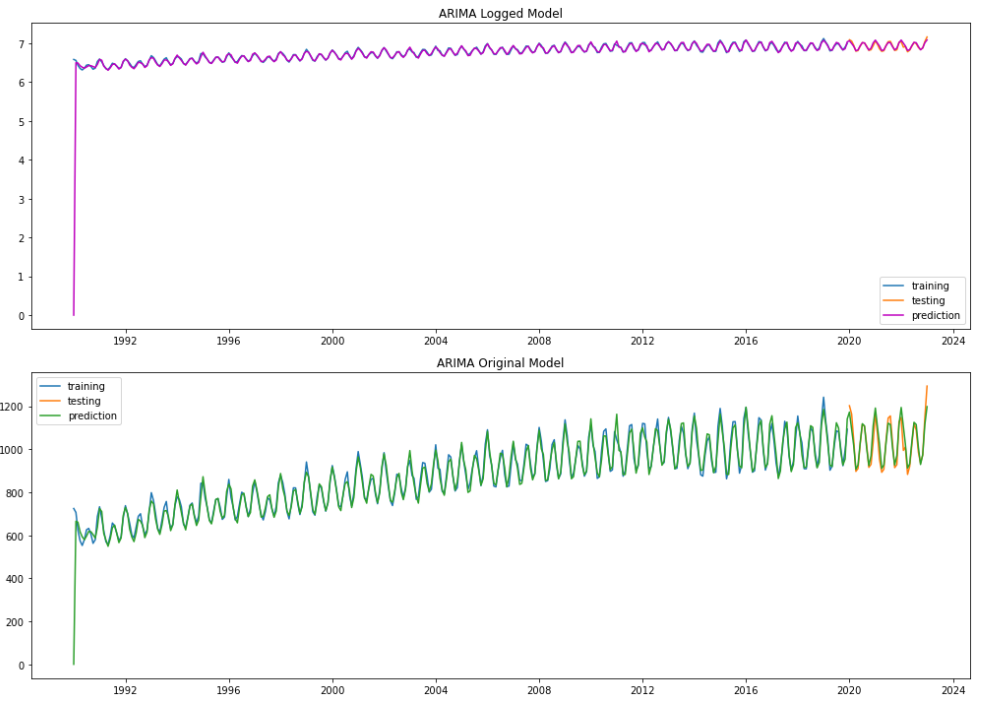 ARIMA Logged Model
7
6
5
4
3
2
1
0
training
testing
prediction
1992 1996 2000 2004 2008 2012 2016 2020 2024
ARIMA Original Model
training
testing
prediction
1200
1000
800
600
400
200
0
1992 1996 2000 2004 2008 2012 2016 2020 2024